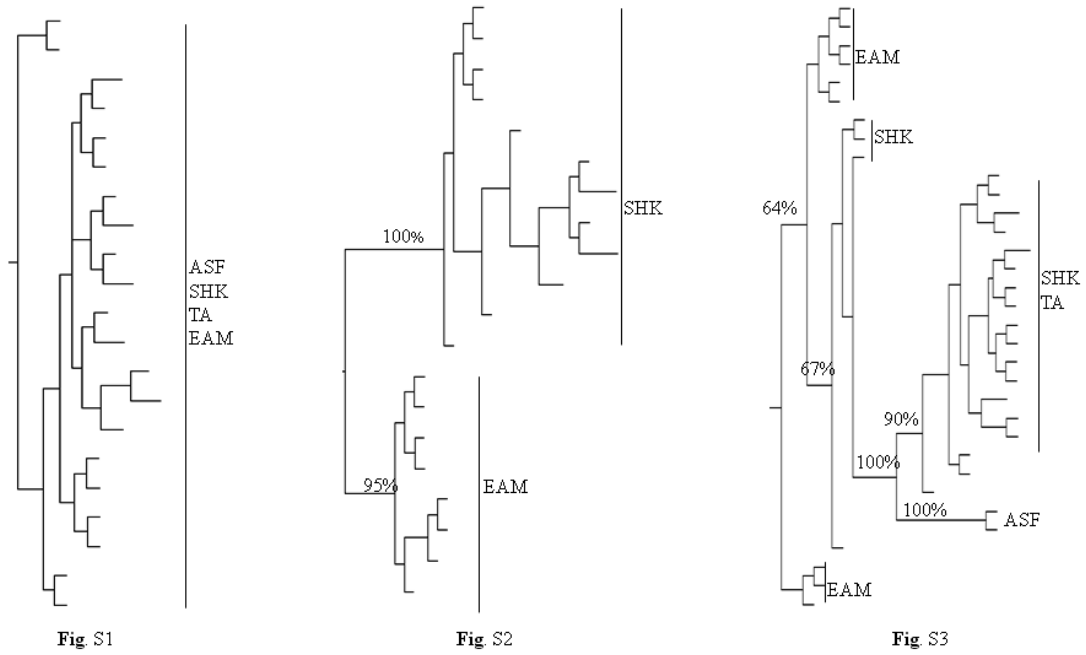 ASF
SHK
TA
EAM
Fig. S1
100%
SHK
95%
EAM
Fig. S2
EAM
SHK
64%
SHK
TA
67%
90%
100%
100%
ASF
EAM
Fig. S3